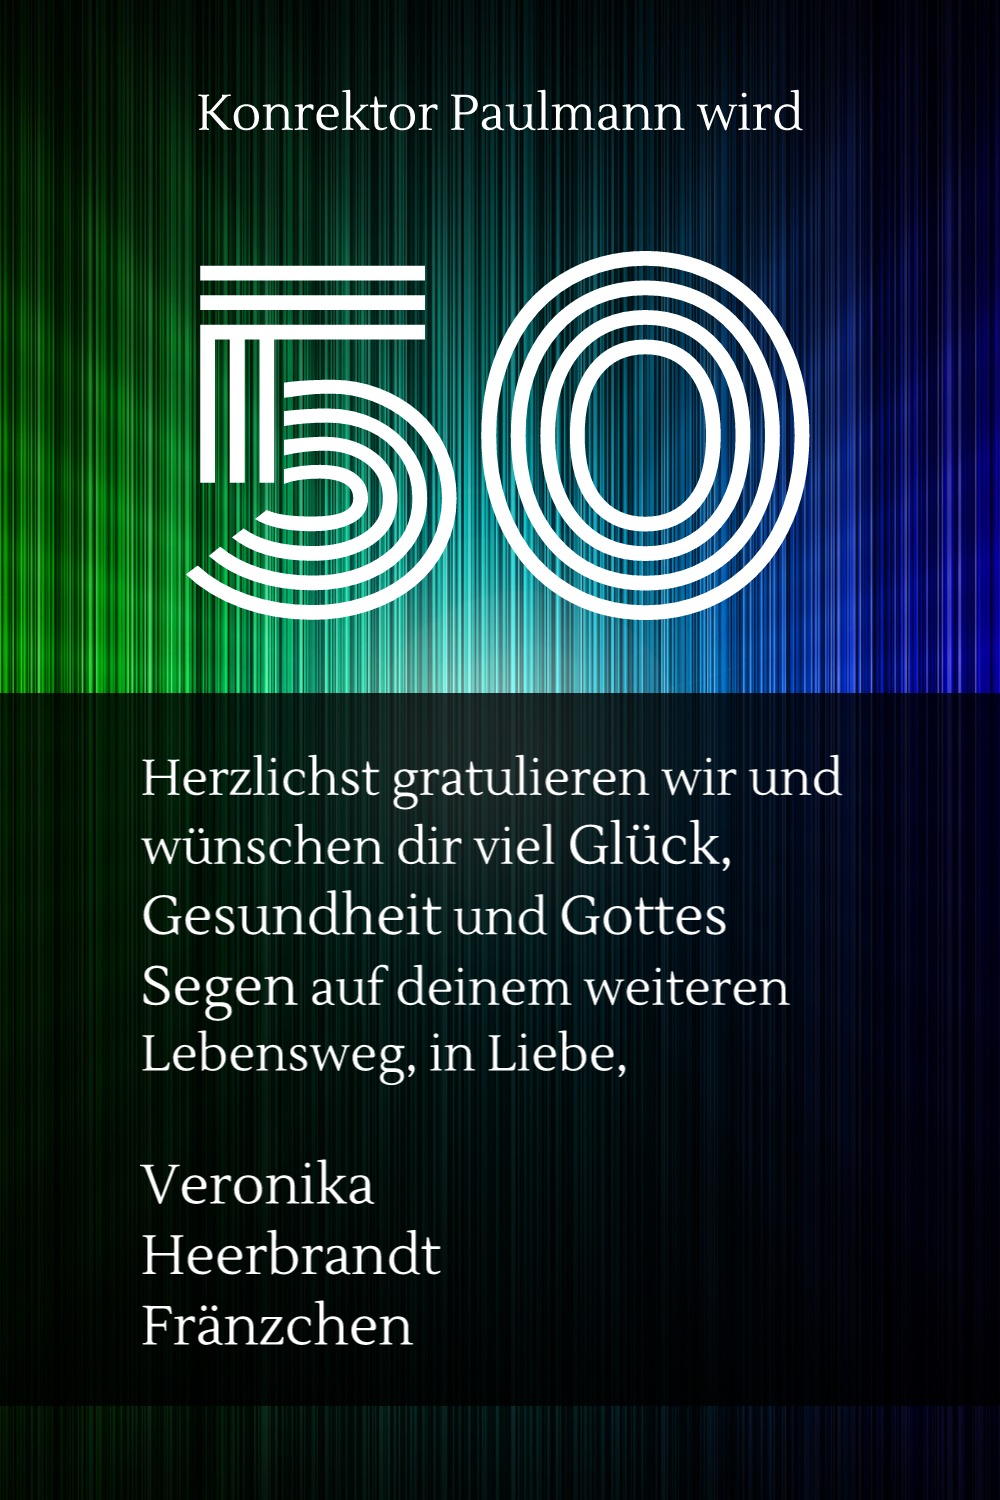 Konrektor Paulmann wird
50
Herzlichst gratulieren wir und
wünschen dir viel Glück,
Gesundheit und Gottes
Segen auf deinem weiteren
Lebensweg, in Liebe,
Veronika
Heerbrandt
Fränzchen